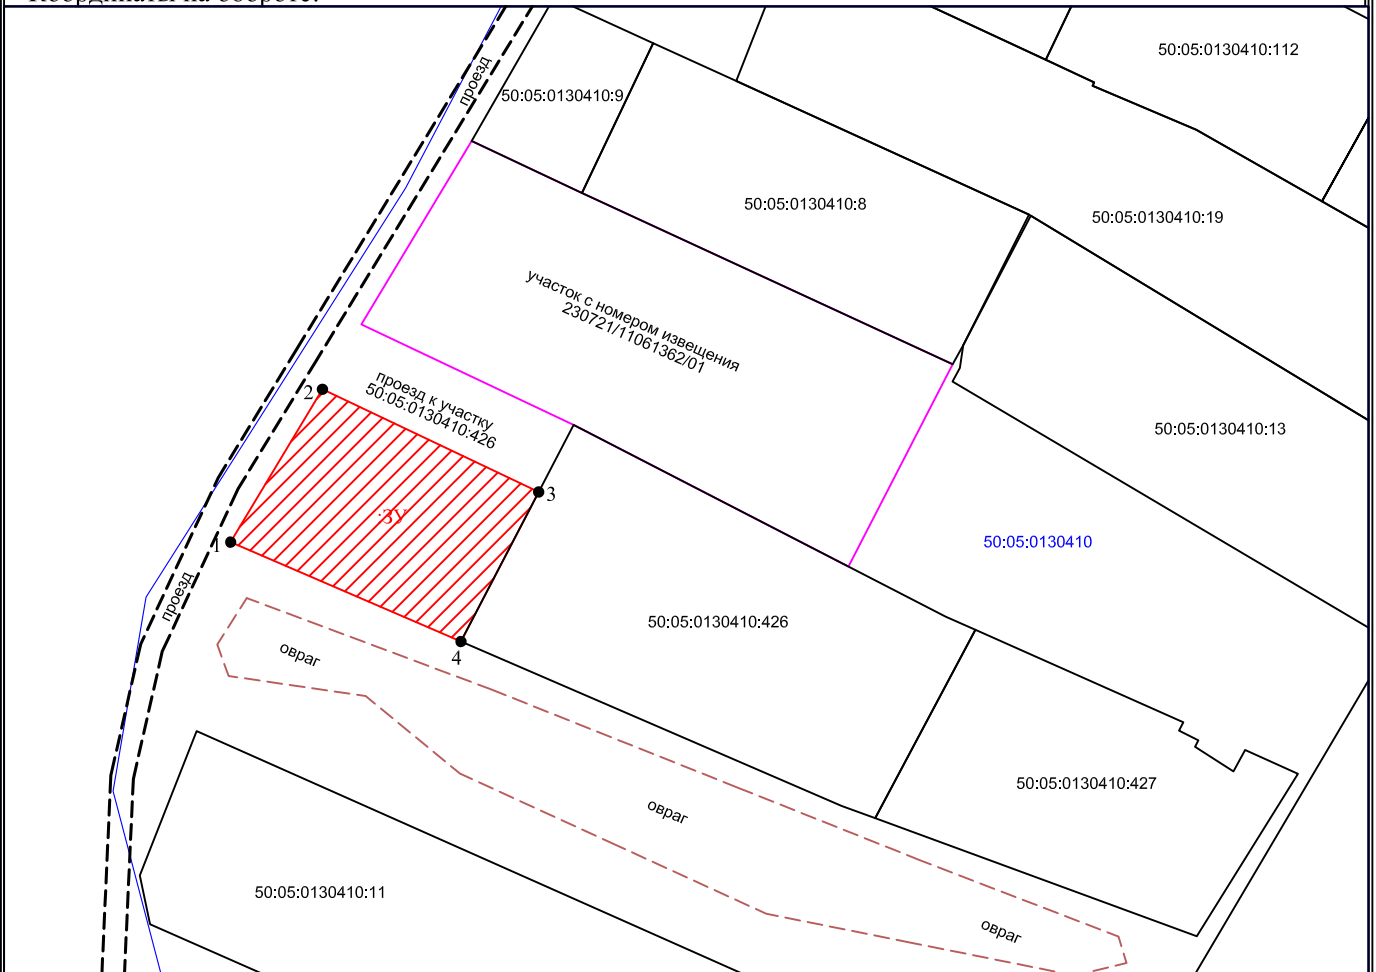 Координаты на обороте.
50:05:0130410:112
проезд
50:05:0130410:9
50:05:0130410:8
50:05:0130410:19
участок с номером извещения
230721/11061362/01
проезд к участку
50:05:0130410:426
2
50:05:0130410:13
3
:ЗУ
1
50:05:0130410
проезд
50:05:0130410:426
4
овраг
50:05:0130410:427
овраг
50:05:0130410:11
овраг